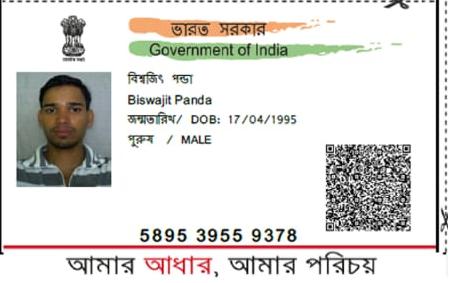 ভারত সরকার
Government of India
বিশ্বজিৎ পন্ডা
Biswajit Panda
জন্মতারিখ/ DOB: 17/04/1995
পুরুষ / MALE
5895 3955 9378
আমার আধার, আমার পরিচয়